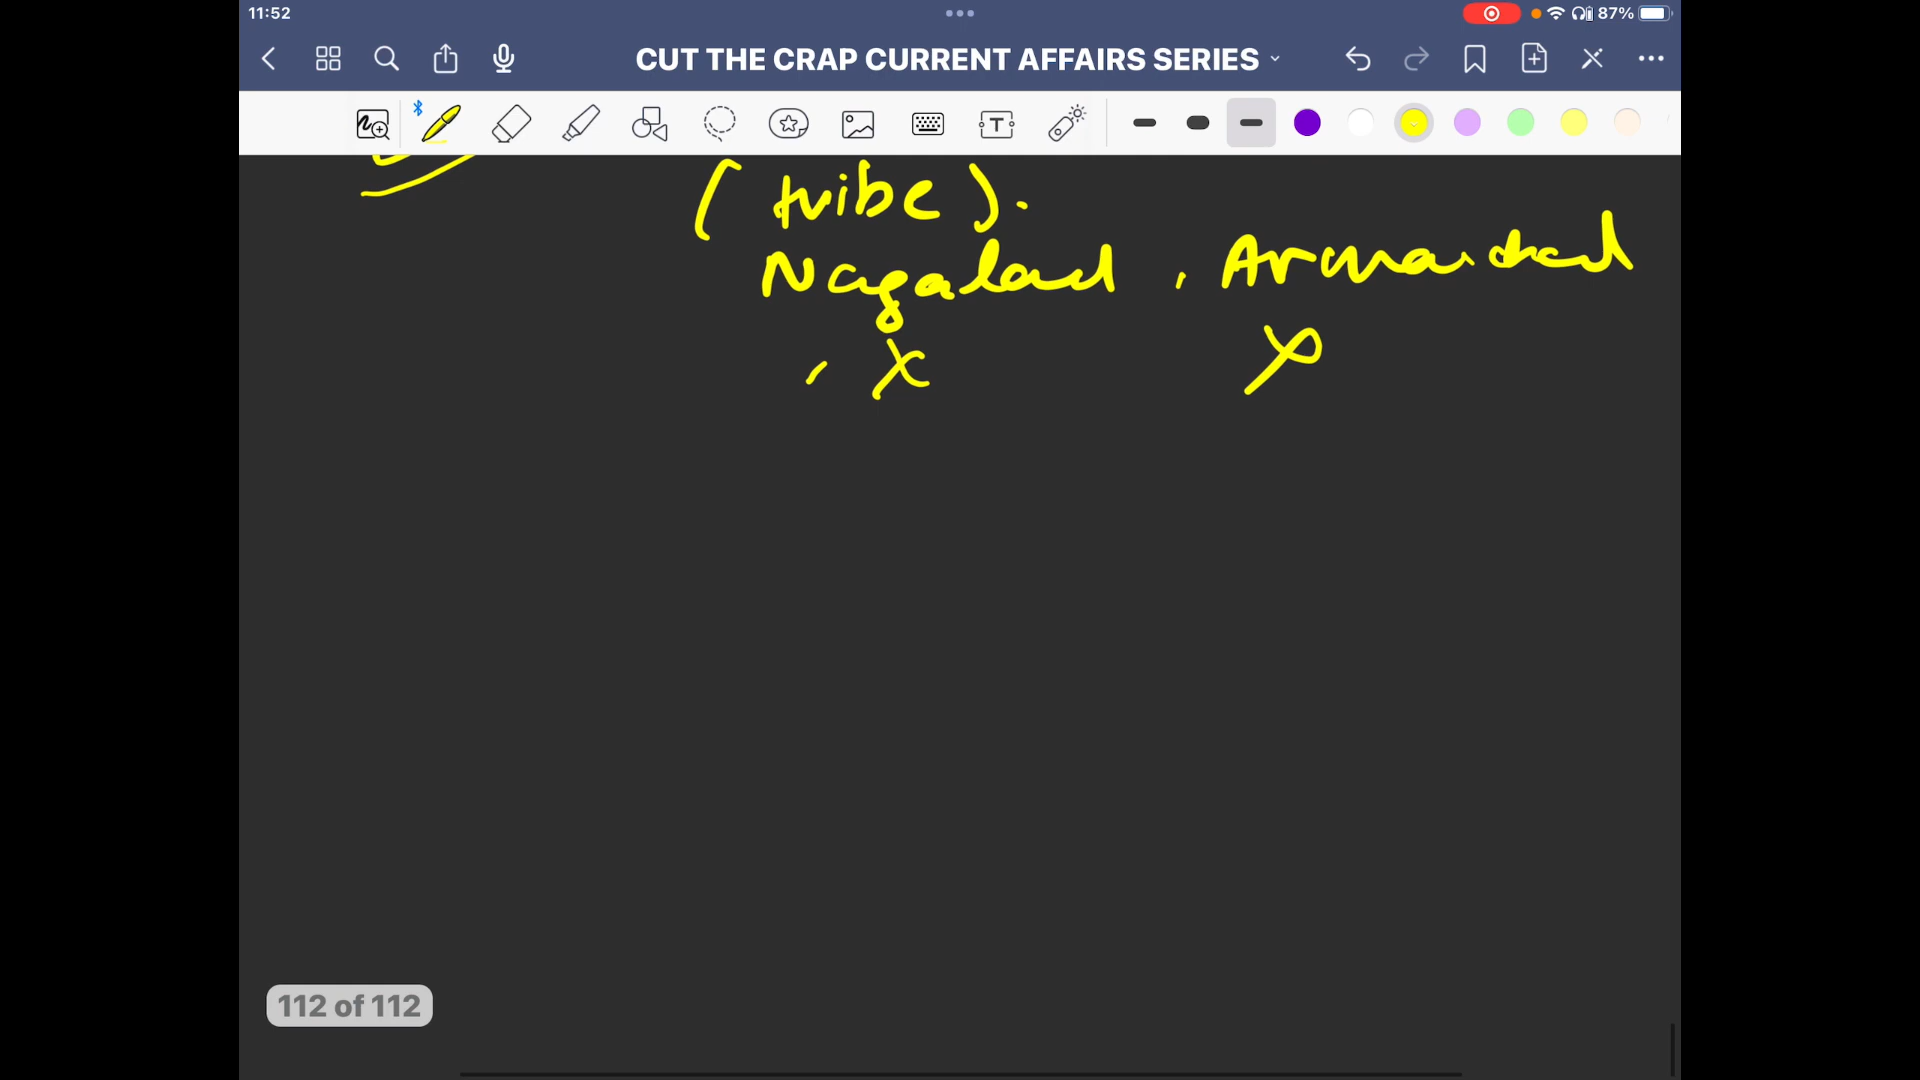 11:52
87%
CUT THE CRAP CURRENT AFFAIRS SERIES
T
( tribe ).
Nagaland , Arunachal
, X X
112 of 112